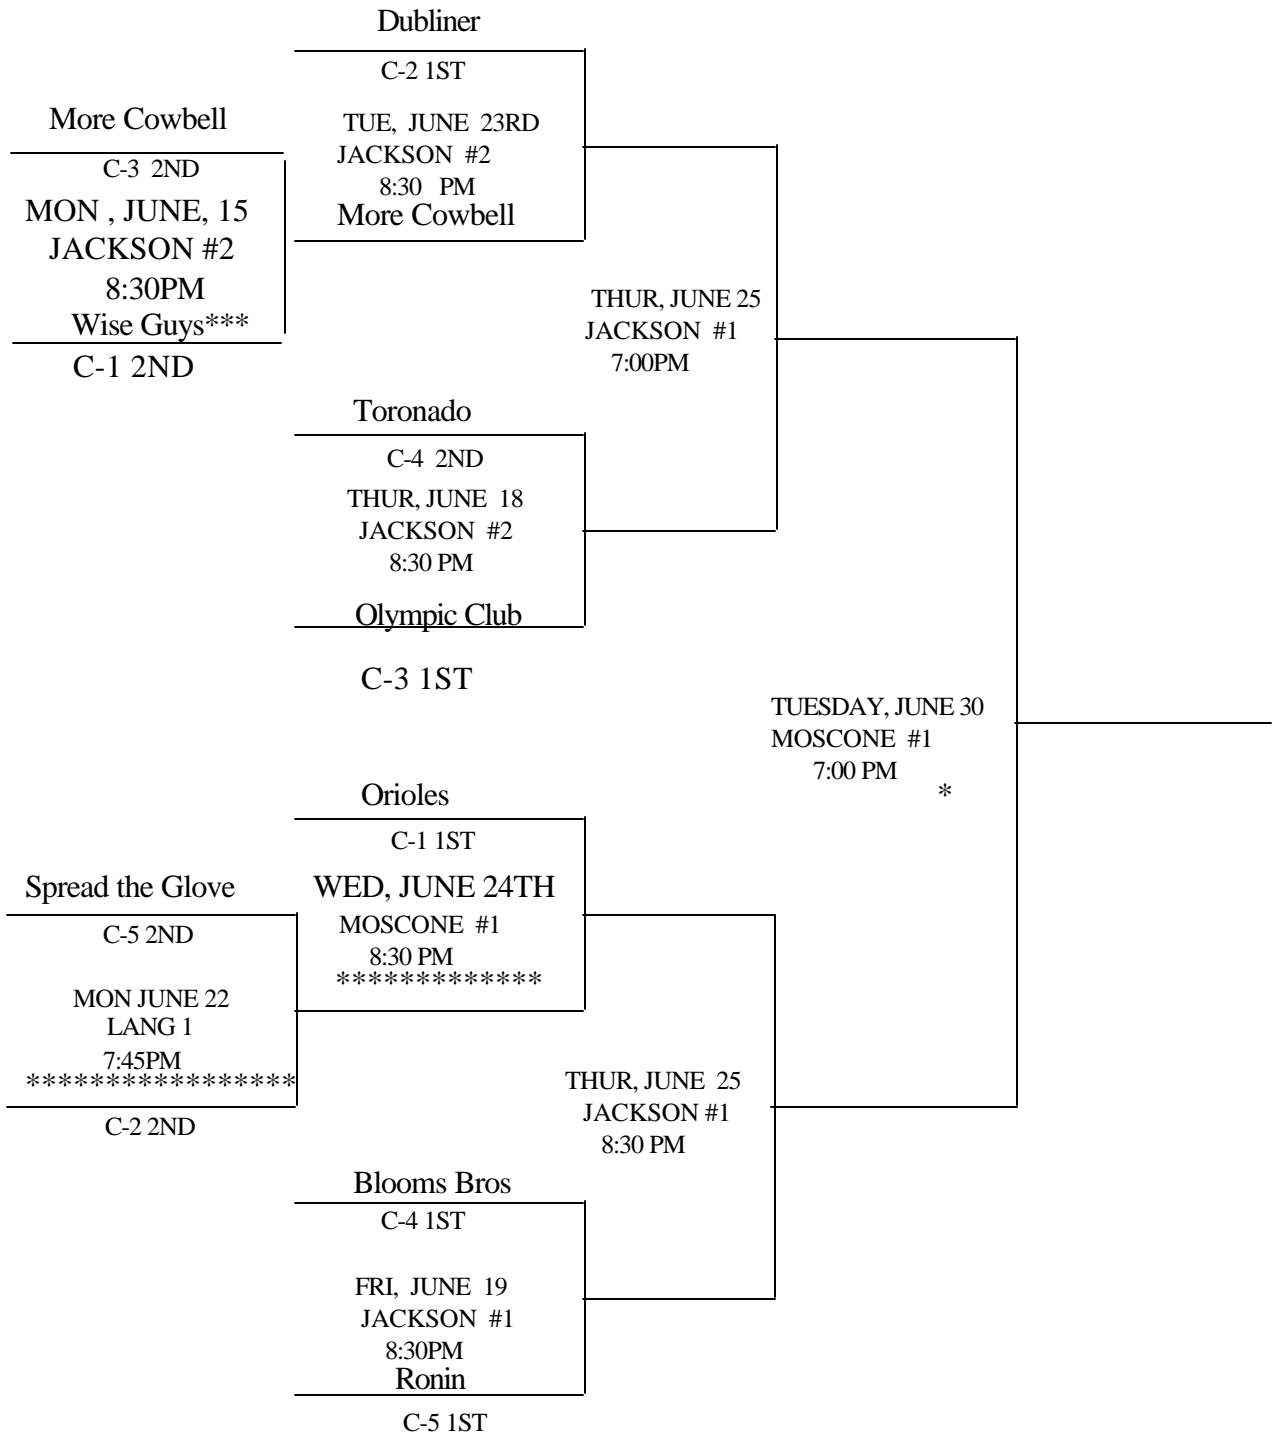 Dubliner
C-2 1ST
More Cowbell
TUE, JUNE 23RD
JACKSON #2
8:30 PM
More Cowbell
C-3 2ND
MON , JUNE, 15
JACKSON #2
8:30PM
Wise Guys***
C-1 2ND
THUR, JUNE 25
JACKSON #1
7:00PM
Toronado
C-4 2ND
THUR, JUNE 18
JACKSON #2
8:30 PM
Olympic Club
C-3 1ST
TUESDAY, JUNE 30
MOSCONE #1
7:00 PM
*
Orioles
C-1 1ST
Spread the Glove
WED, JUNE 24TH
MOSCONE #1
8:30 PM
*************
C-5 2ND
MON JUNE 22
LANG 1
7:45PM
*****************
C-2 2ND
THUR, JUNE 25
JACKSON #1
8:30 PM
Blooms Bros
C-4 1ST
FRI, JUNE 19
JACKSON #1
8:30PM
Ronin
C-5 1ST